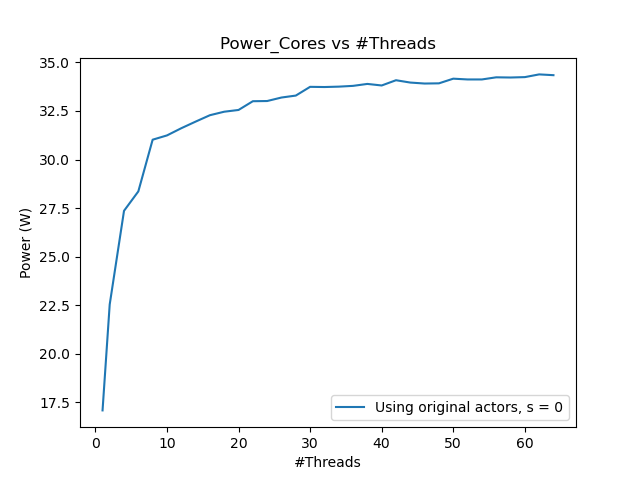 Power_Cores vs #Threads
35.0
32.5
30.0
27.5
25.0
22.5
20.0
17.5
Power (W)
Using original actors, s = 0
0 10 20 30 40 50 60
#Threads